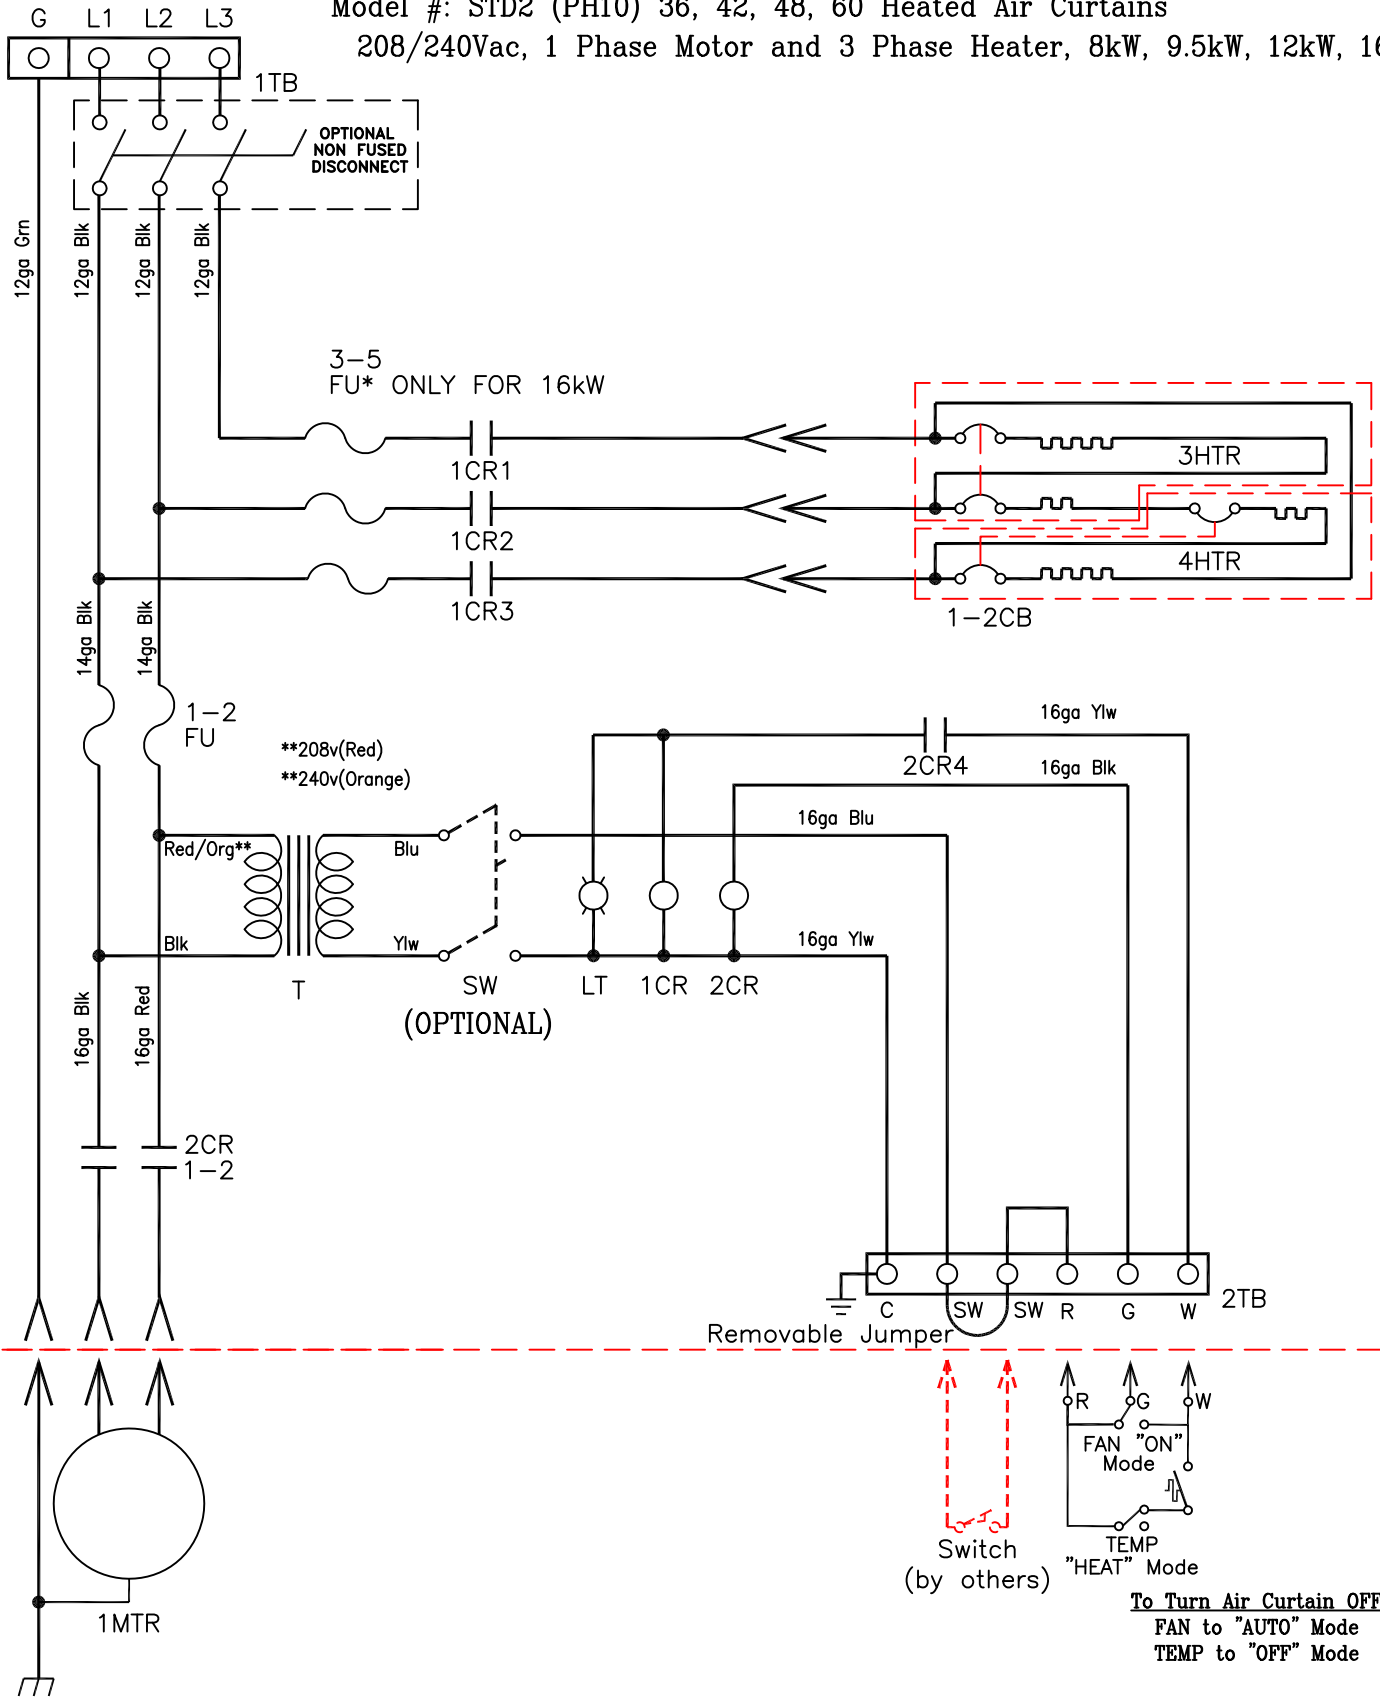 Model #: STD2 (PH10) 36, 42, 48, 60 Heated Air Curtains
208/240Vac, 1 Phase Motor and 3 Phase Heater, 8kW, 9.5kW, 12kW,
G L1 L2 L3
1TB
OPTIONAL
NON FUSED
DISCONNECT
12ga Grn
12ga Blk
12ga Blk
12ga Blk
3-5
FU* ONLY FOR 16kW
1CR1
3HTR
1CR2
4HTR
1CR3
1-2CB
14ga Blk
14ga Blk
1-2
FU
**208v(Red)
**240v(Orange)
16ga Ylw
2CR4
16ga Blk
16ga Blu
Red/Org**
Blu
Blk
Ylw
16ga Ylw
T
SW
(OPTIONAL)
LT
1CR
2CR
16ga Blk
16ga Red
2CR
1-2
C SW SW R G W
2TB
Removable Jumper
R G W
FAN "ON"
Mode
TEMP
"HEAT" Mode
Switch
(by others)
1MTR
To Turn Air Curtain OFF
FAN to "AUTO" Mode
TEMP to "OFF" Mode